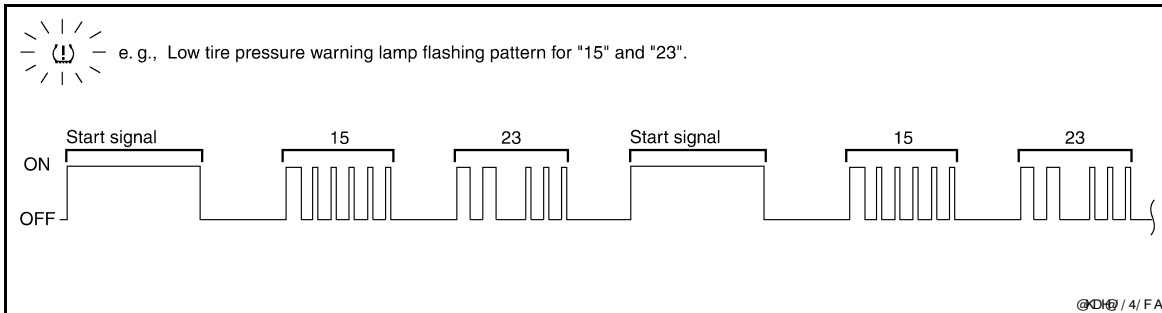 e. g., Low tire pressure warning lamp flashing pattern for "15" and "23".
Start signal 15 23 Start signal 15 23
ON
OFF